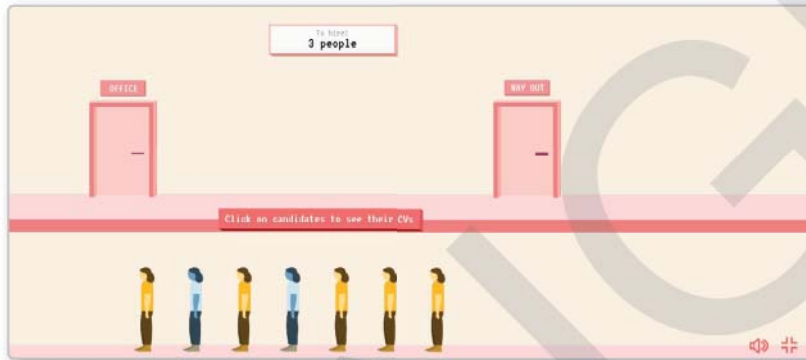 To hire:
3 people
OFFICE
WAY OUT
Click on candidates to see their CVs